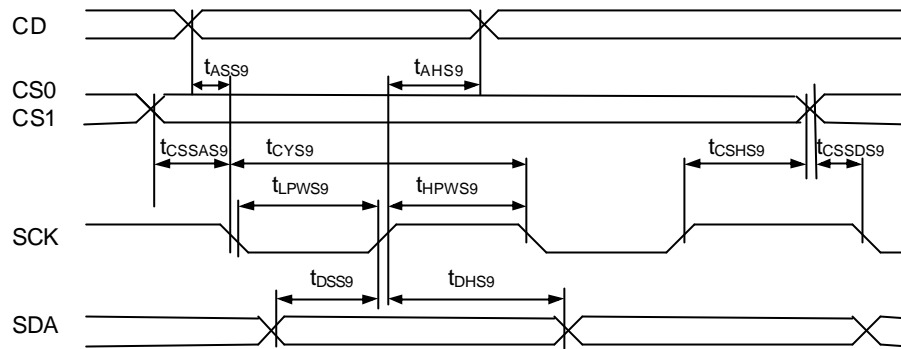 CD
tASS9
tAHS9
CS0
CS1
tCSSAS9
tCYS9
tCSHS9
tCSSDS9
tLPWS9
tHPWS9
SCK
tDSS9
tDHS9
SDA